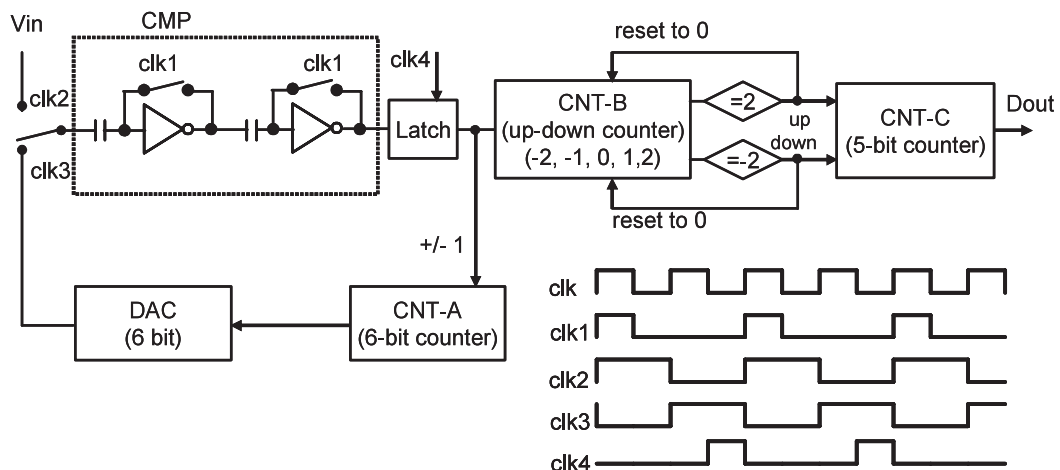 Vin
CMP
clk1
clk1
clk2
clk3
clk4
Latch
reset to 0
CNT-B
(up-down counter)
(-2, -1, 0, 1,2)
=2
=-2
up
down
reset to 0
CNT-C
(5-bit counter)
Dout
+/- 1
DAC
(6 bit)
CNT-A
(6-bit counter)
clk
clk1
clk2
clk3
clk4